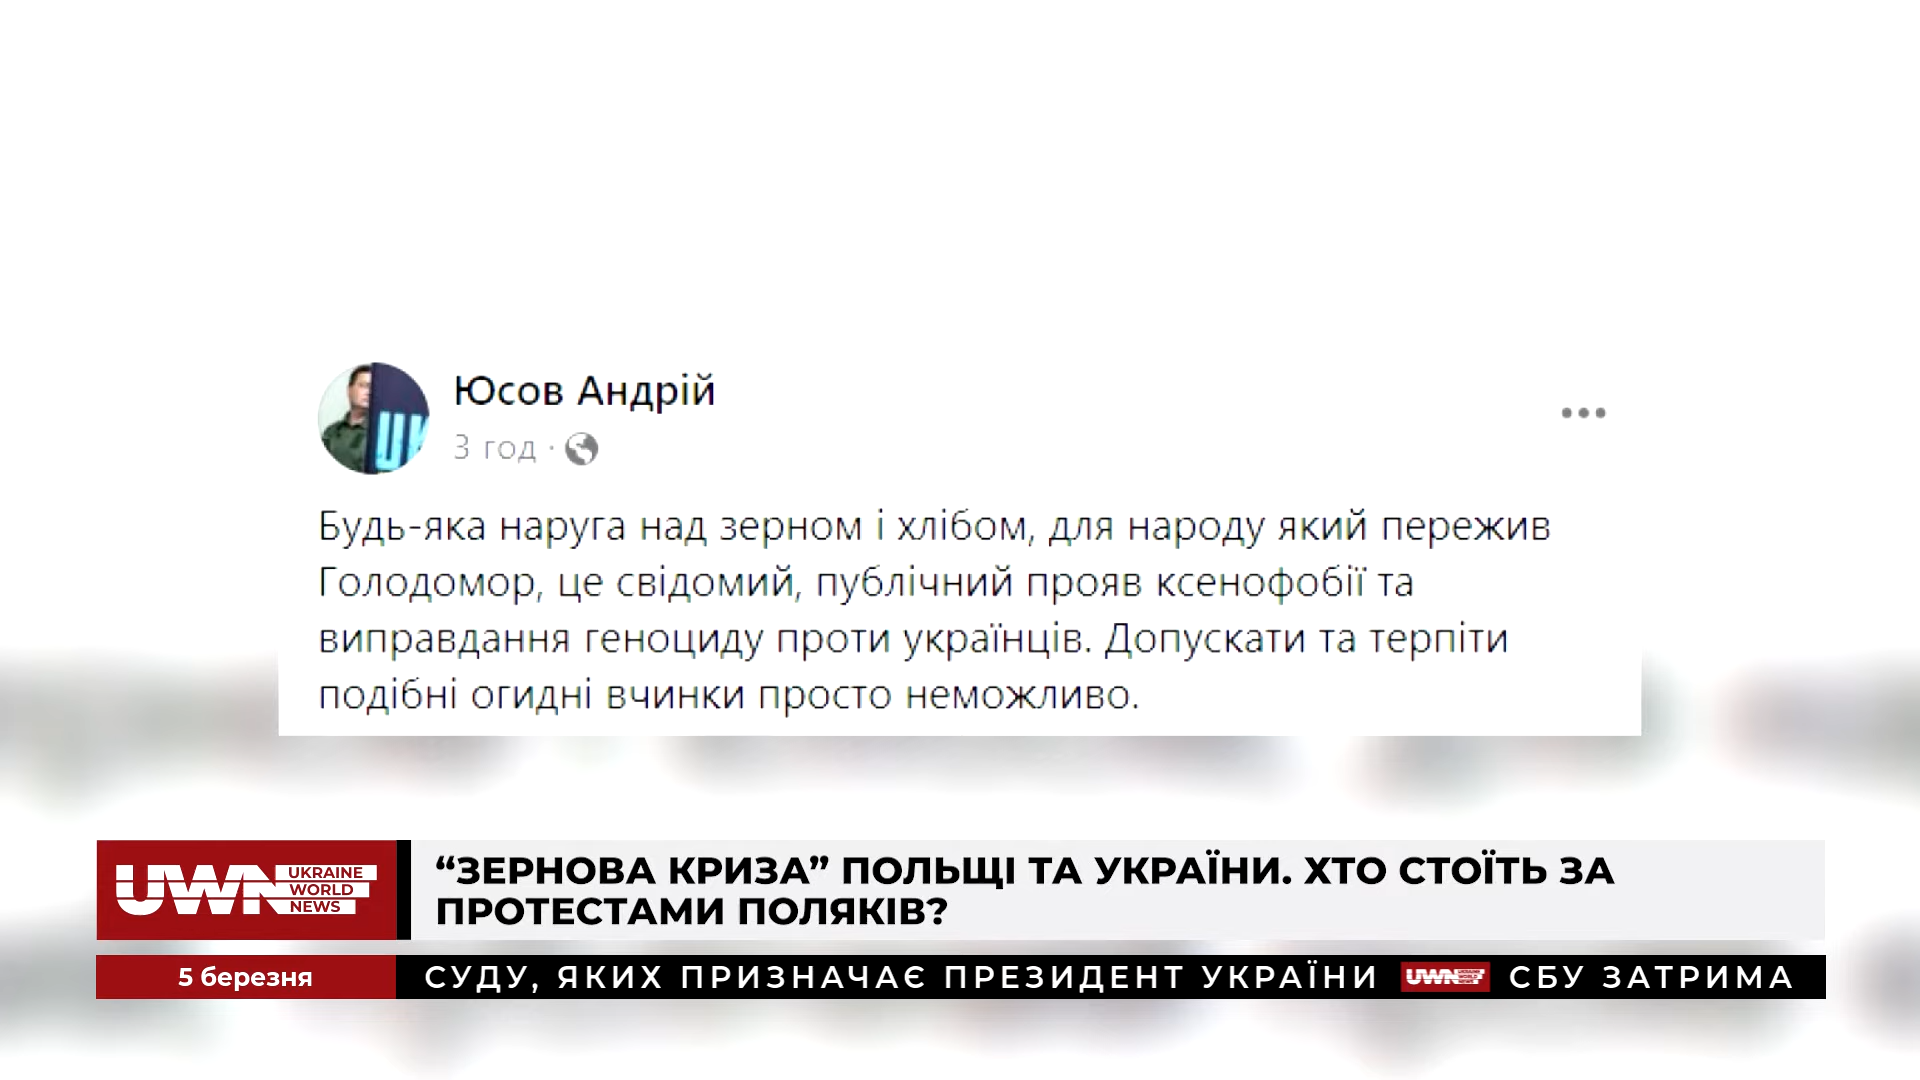 Юсов Андрій
3 год ·
Будь-яка наруга над зерном і хлібом, для народу який пережив
Голодомор, це свідомий, публічний прояв ксенофобії та
виправдання геноциду проти українців. Допускати та терпіти
подібні огидні вчинки просто неможливо.
UWN UKRAINE
WORLD
NEWS
“ЗЕРНОВА КРИЗА” ПОЛЬЩІ ТА УКРАЇНИ. ХТО СТОЇТЬ ЗА
ПРОТЕСТАМИ ПОЛЯКІВ?
5 березня
СУДУ, ЯКИХ ПРИЗНАЧАЄ ПРЕЗИДЕНТ УКРАЇНИ UWN СБУ ЗАТРИМА